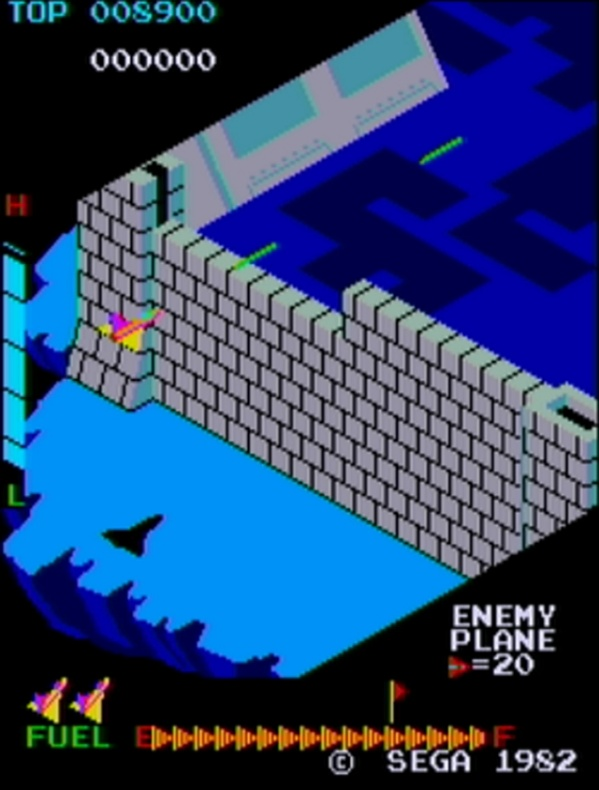 TOP 008900
000000
H
L
ENEMY
PLANE
=20
FUEL E F
© SEGA 1982